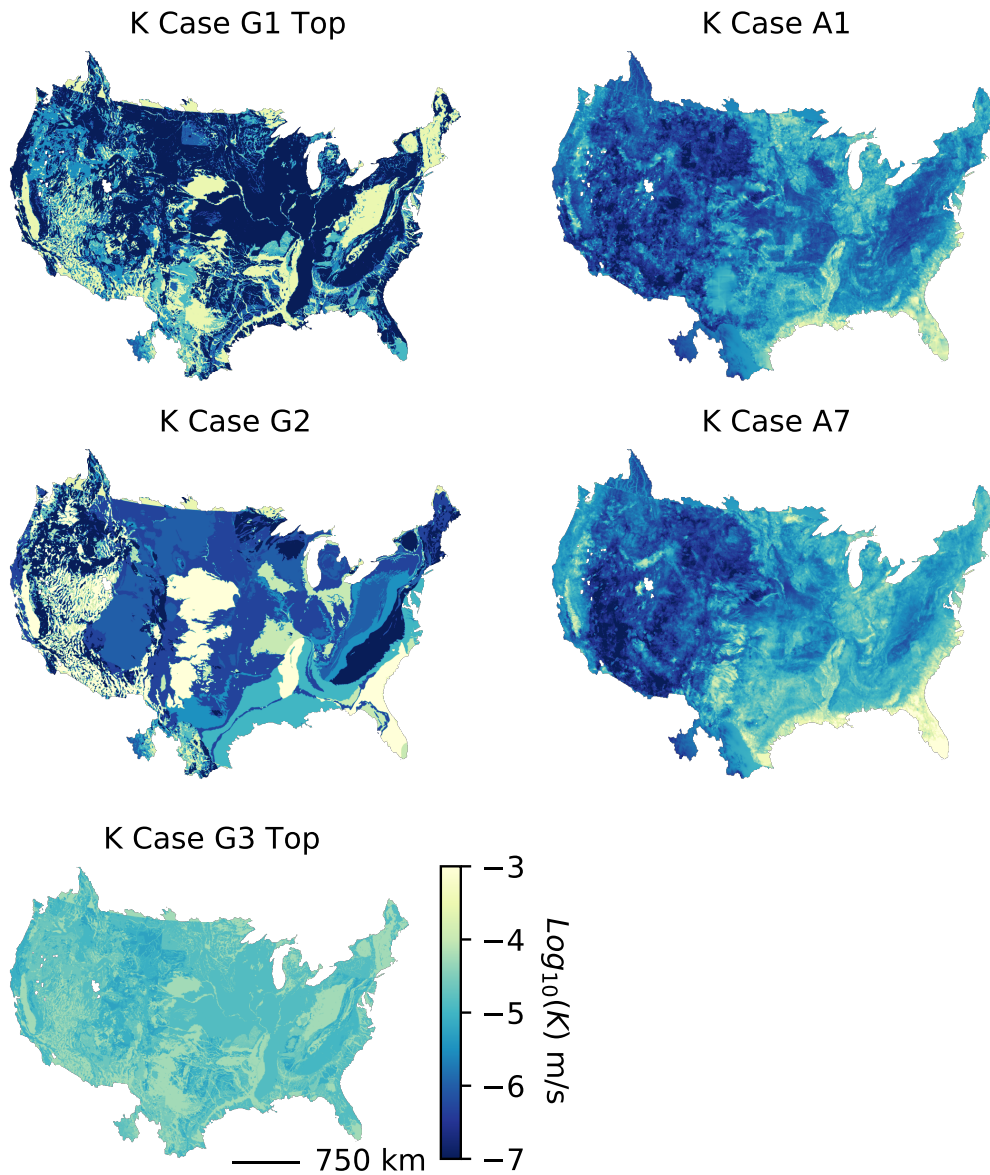 K Case G1 Top
K Case A1
K Case G2
K Case A7
K Case G3 Top
−3
−4
−5
−6
−7
Log₁₀(K) m/s
750 km